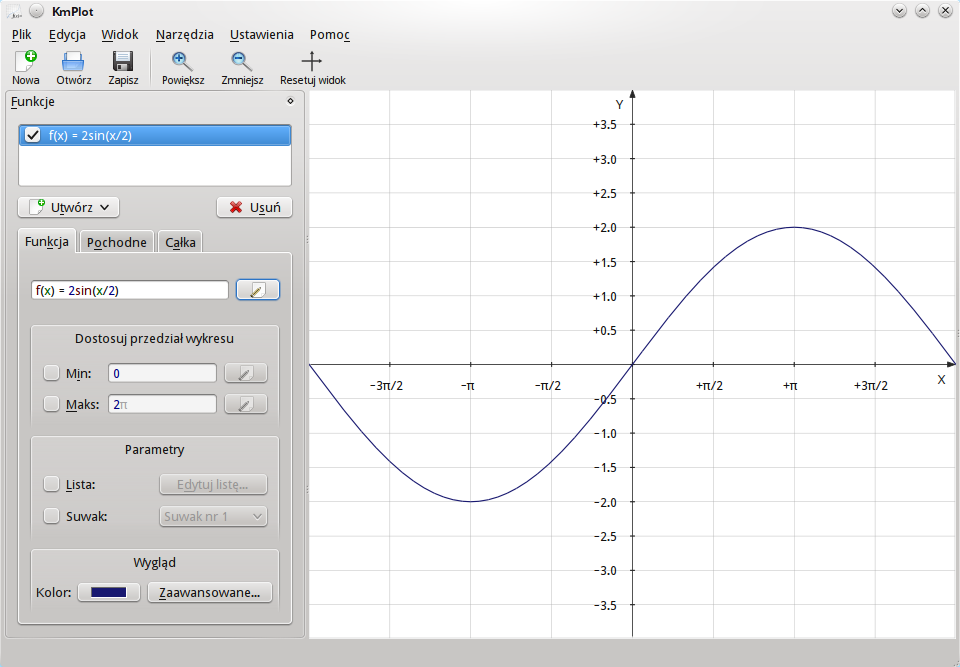 KmPlot
Plik Edycja Widok Narzędzia Ustawienia Pomoc
Nowa Otwórz Zapisz Powiększ Zmniejsz Resetuj widok
Funkcje
f(x) = 2sin(x/2)
Utwórz Usuń
Funkcja Pochodne Całka
f(x) = 2sin(x/2)
Dostosuj przedział wykresu
Min: 0
Maks: 2π
Parametry
Lista: Edytuj listę...
Suwak: Suwak nr 1
Wygląd
Kolor: Zaawansowane...
Y
+3.5
+3.0
+2.5
+2.0
+1.5
+1.0
+0.5
X
−3π/2 −π −π/2 +π/2 +π +3π/2
−0.5
−1.0
−1.5
−2.0
−2.5
−3.0
−3.5